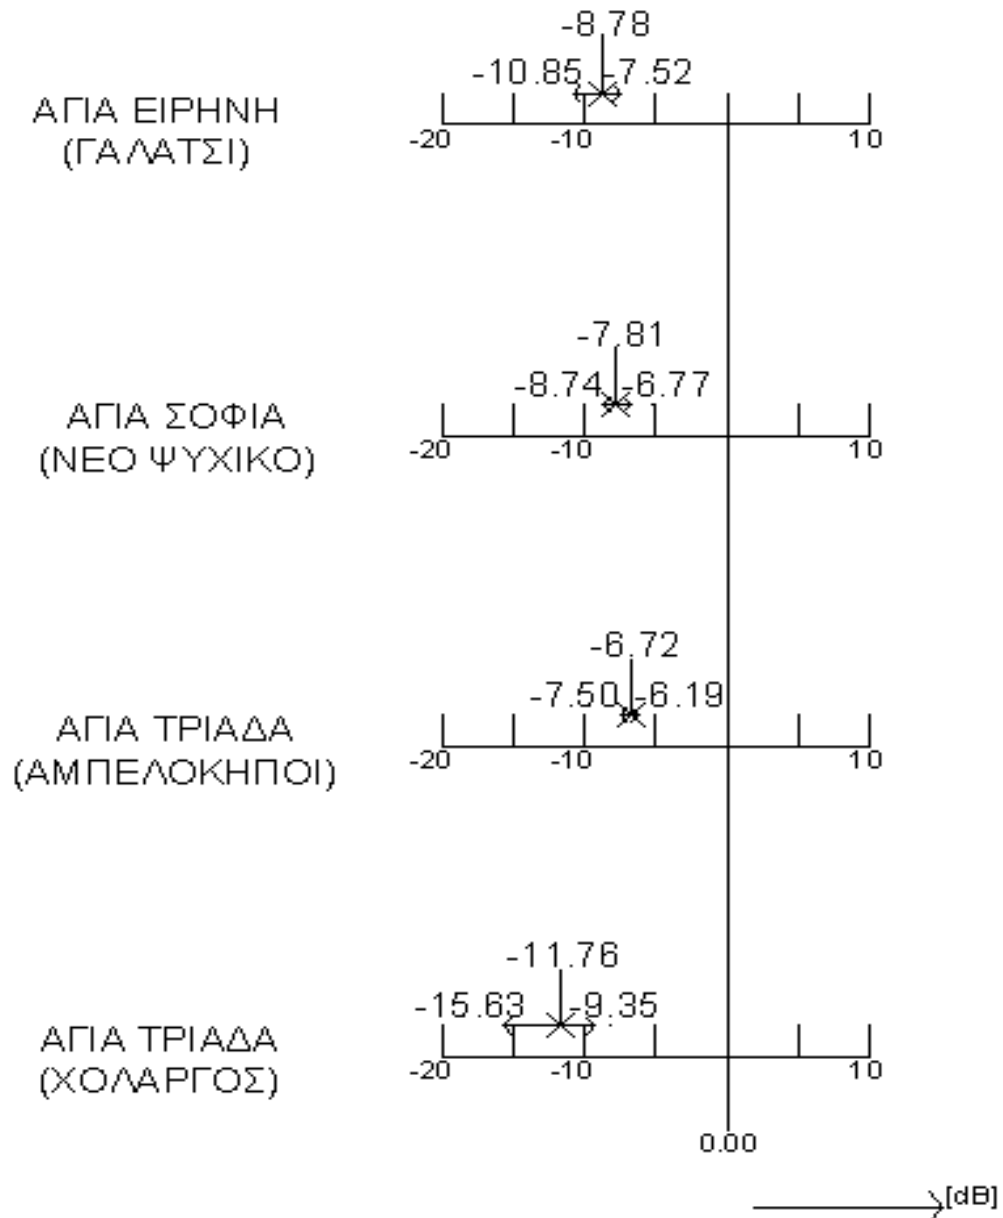 -8.78
-10.85 -7.52
ΑΓΙΑ ΕΙΡΗΝΗ
(ΓΑΛΑΤΣΙ)
-20 -10 10
-7.81
-8.74 -6.77
ΑΓΙΑ ΣΟΦΙΑ
(ΝΕΟ ΨΥΧΙΚΟ)
-20 -10 10
-6.72
-7.50 -6.19
ΑΓΙΑ ΤΡΙΑΔΑ
(ΑΜΠΕΛΟΚΗΠΟΙ)
-20 -10 10
-11.76
-15.63 -9.35
ΑΓΙΑ ΤΡΙΑΔΑ
(ΧΟΛΑΡΓΟΣ)
-20 -10 10
0.00
[dB]